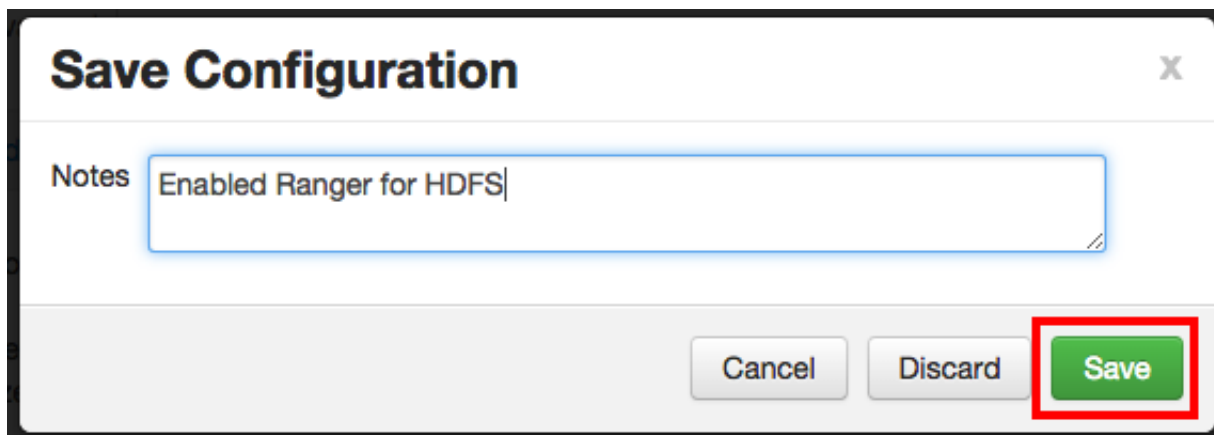 Save Configuration
x
Notes
Enabled Ranger for HDFS
Cancel
Discard
Save